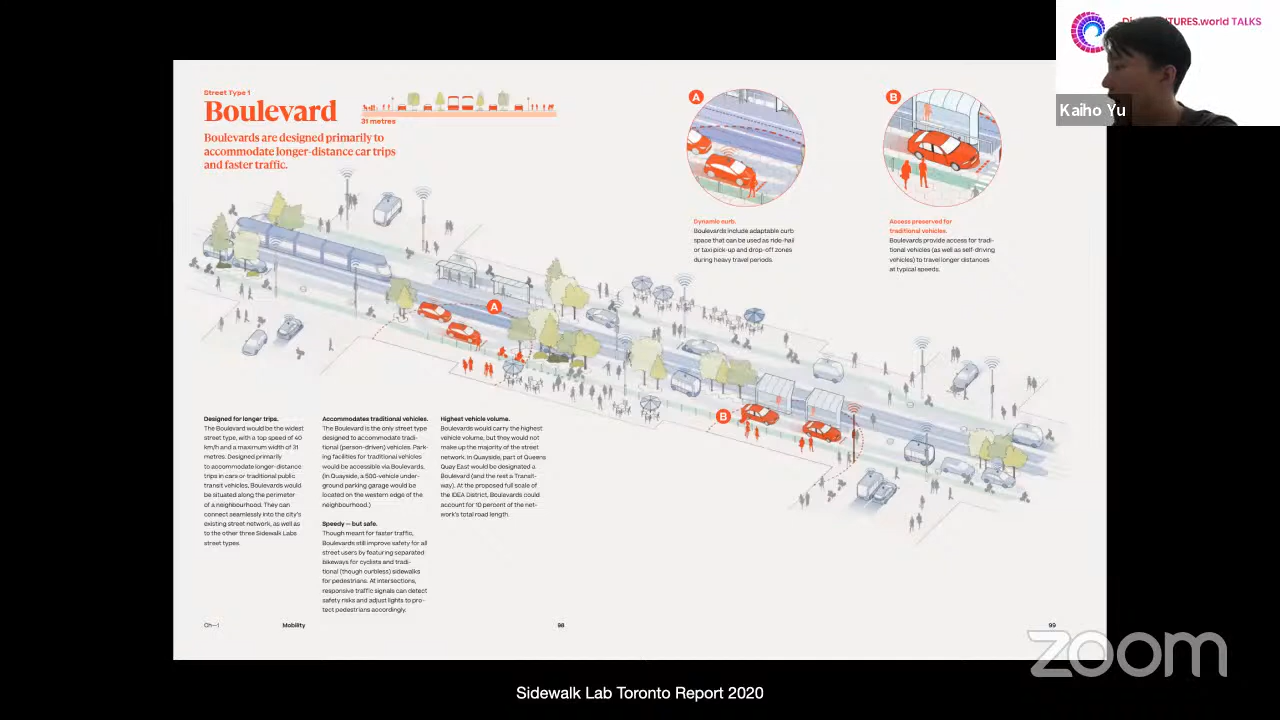 TURES.world TALKS
Kaiho Yu
Street Type 1
Boulevard
31 metres
Boulevards are designed primarily to
accommodate longer-distance car trips
and faster traffic.
A
B
Dynamic curb.
Boulevards include adaptable curb
space that can be used as ride-hail
or taxi pick-up and drop-off zones
during heavy travel periods.
Access preserved for
traditional vehicles.
Boulevards provide access for tradi-
tional vehicles (as well as self-driving
vehicles) to travel longer distances
at typical speeds.
A
B
Designed for longer trips.
The Boulevard would be the widest
street type, with a top speed of 40
km/h and a maximum width of 31
metres. Designed primarily
to accommodate longer-distance
trips in cars or traditional public
transit vehicles, Boulevards would
be situated along the perimeter
of a neighbourhood. They can
connect seamlessly into the city's
existing street network, as well as
to the other three Sidewalk Labs
street types.
Accommodates traditional vehicles.
The Boulevard is the only street type
designed to accommodate tradi-
tional (person-driven) vehicles. Park-
ing facilities for traditional vehicles
would be accessible via Boulevards.
(In Quayside, a 500-vehicle under-
ground parking garage would be
located on the western edge of the
neighbourhood.)
Speedy — but safe.
Though meant for faster traffic,
Boulevards still improve safety for all
street users by featuring separated
bikeways for cyclists and tradi-
tional (though curbless) sidewalks
for pedestrians. At intersections,
responsive traffic signals can detect
safety risks and adjust lights to pro-
tect pedestrians accordingly.
Highest vehicle volume.
Boulevards would carry the highest
vehicle volume, but they would not
make up the majority of the street
network. In Quayside, part of Queens
Quay East would be designated a
Boulevard (and the rest a Transit-
way). At the proposed full scale of
the IDEA District, Boulevards could
account for 10 percent of the net-
work's total road length.
Ch—1
Mobility
98
99
zoom
Sidewalk Lab Toronto Report 2020